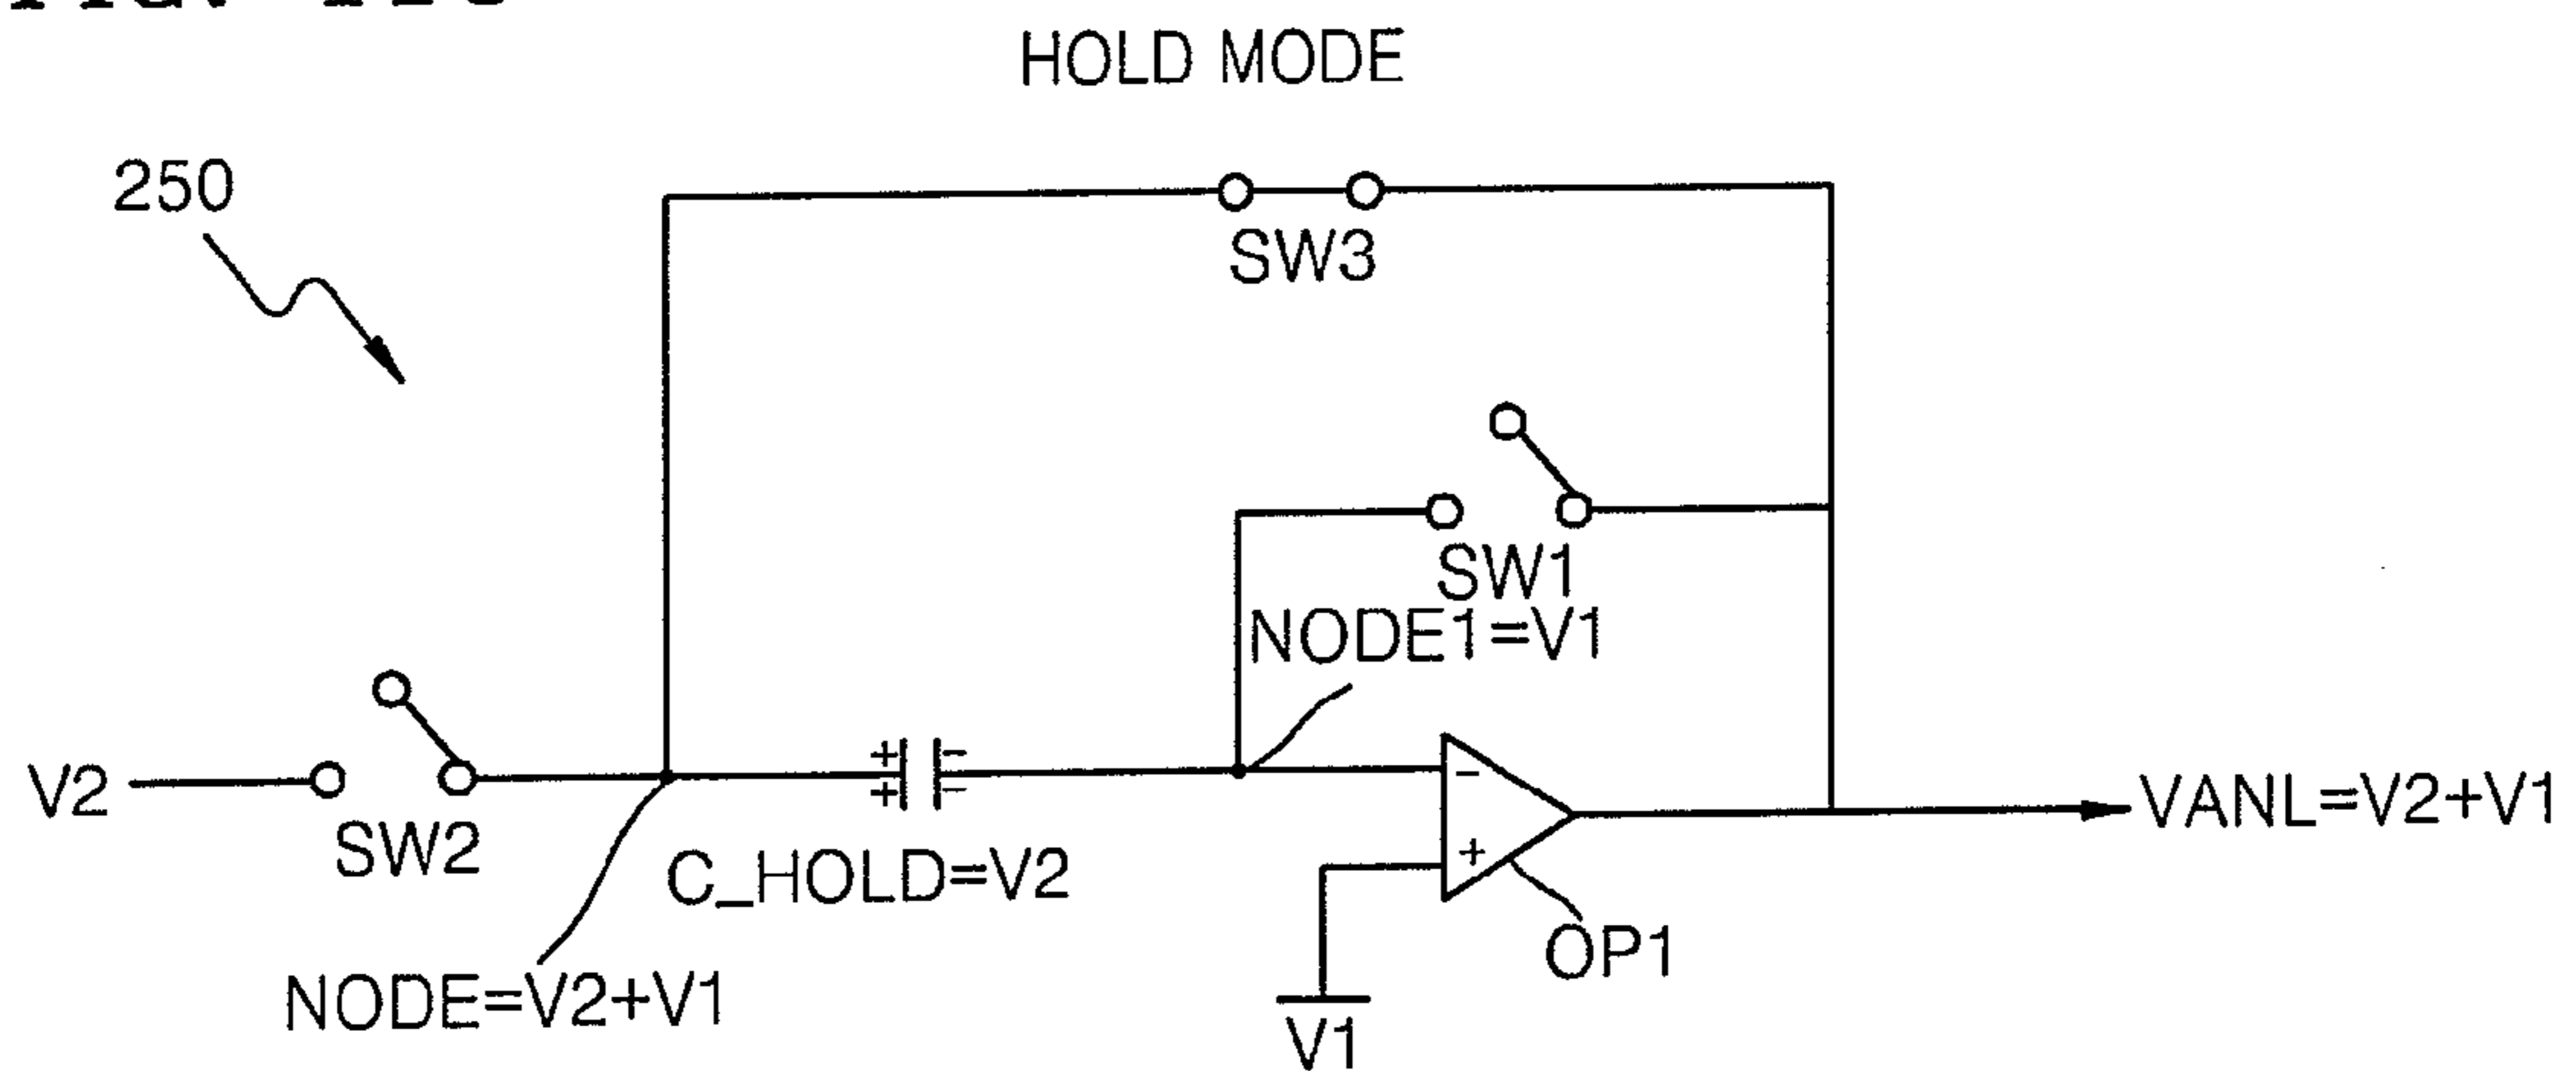 HOLD MODE
250
SW3
SW1
NODE1=V1
V2
SW2
C_HOLD=V2
++
--
-
+
VANL=V2+V1
OP1
NODE=V2+V1
V1